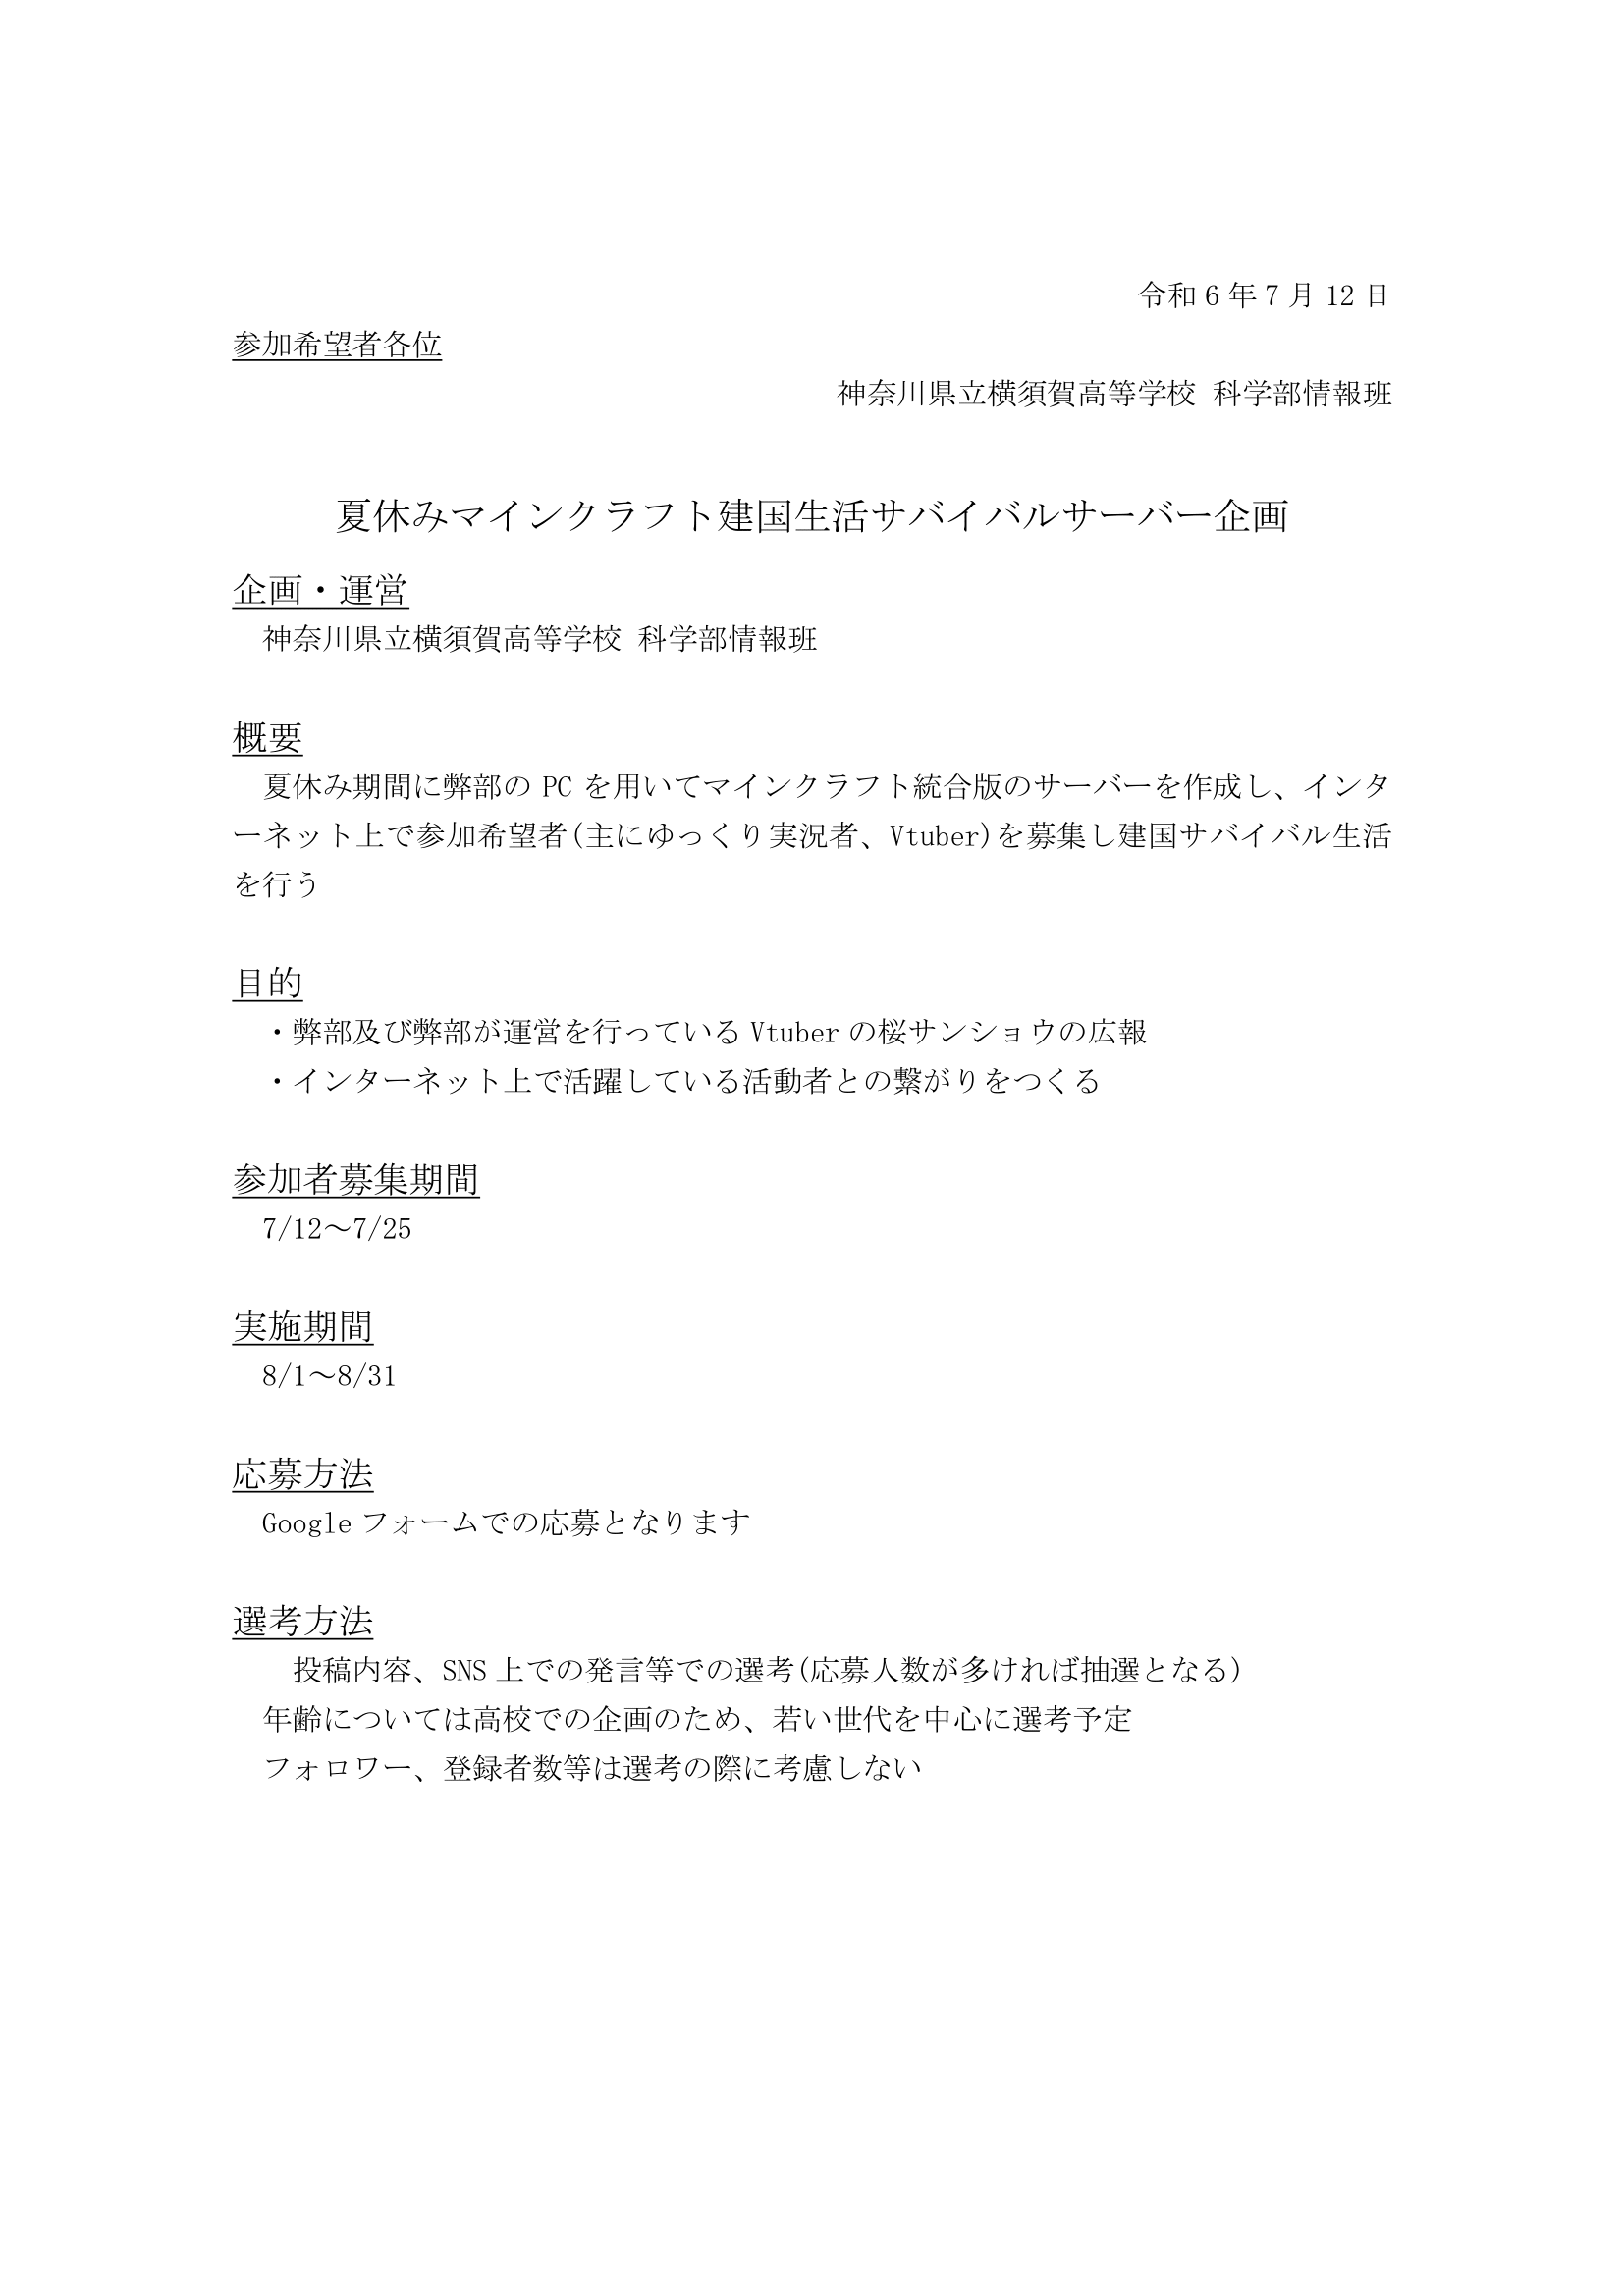 令和6年7月12日
参加希望者各位
神奈川県立横須賀高等学校 科学部情報班
夏休みマインクラフト建国生活サバイバルサーバー企画
企画・運営
神奈川県立横須賀高等学校 科学部情報班
概要
夏休み期間に弊部の PC を用いてマインクラフト統合版のサーバーを作成し、インタ
ーネット上で参加希望者(主にゆっくり実況者、Vtuber)を募集し建国サバイバル生活
を行う
目的
・弊部及び弊部が運営を行っている Vtuber の桜サンショウの広報
・インターネット上で活躍している活動者との繋がりをつくる
参加者募集期間
7/12～7/25
実施期間
8/1～8/31
応募方法
Google フォームでの応募となります
選考方法
投稿内容、SNS 上での発言等での選考(応募人数が多ければ抽選となる)
年齢については高校での企画のため、若い世代を中心に選考予定
フォロワー、登録者数等は選考の際に考慮しない